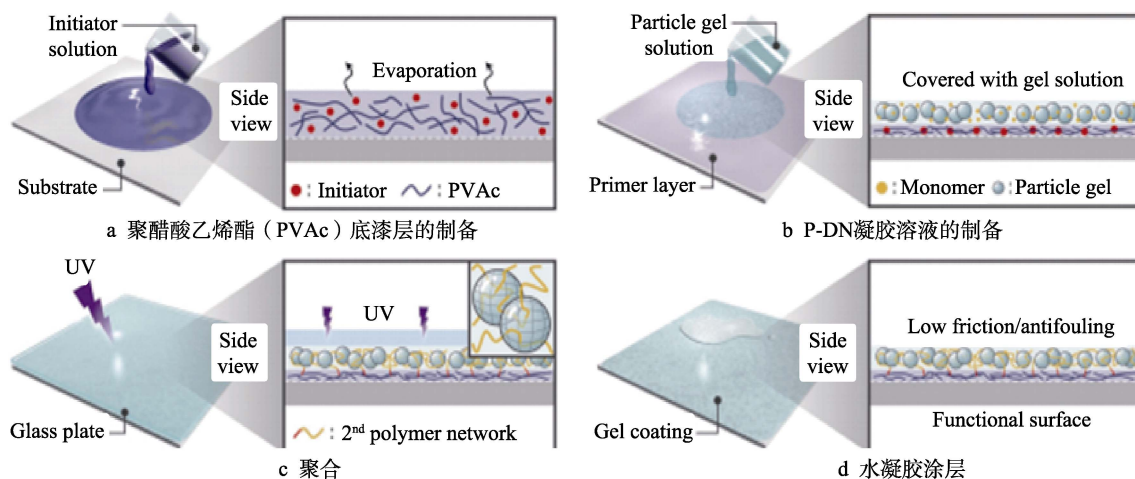 Initiator
solution
Evaporation
Side
view
Substrate
Initiator
PVAc
a 聚醋酸乙烯酯（PVAc）底漆层的制备
Particle gel
solution
Covered with gel solution
Side
view
Primer layer
Monomer
Particle gel
b P-DN凝胶溶液的制备
UV
UV
Side
view
Glass plate
2nd polymer network
c 聚合
Low friction/antifouling
Side
view
Gel coating
Functional surface
d 水凝胶涂层